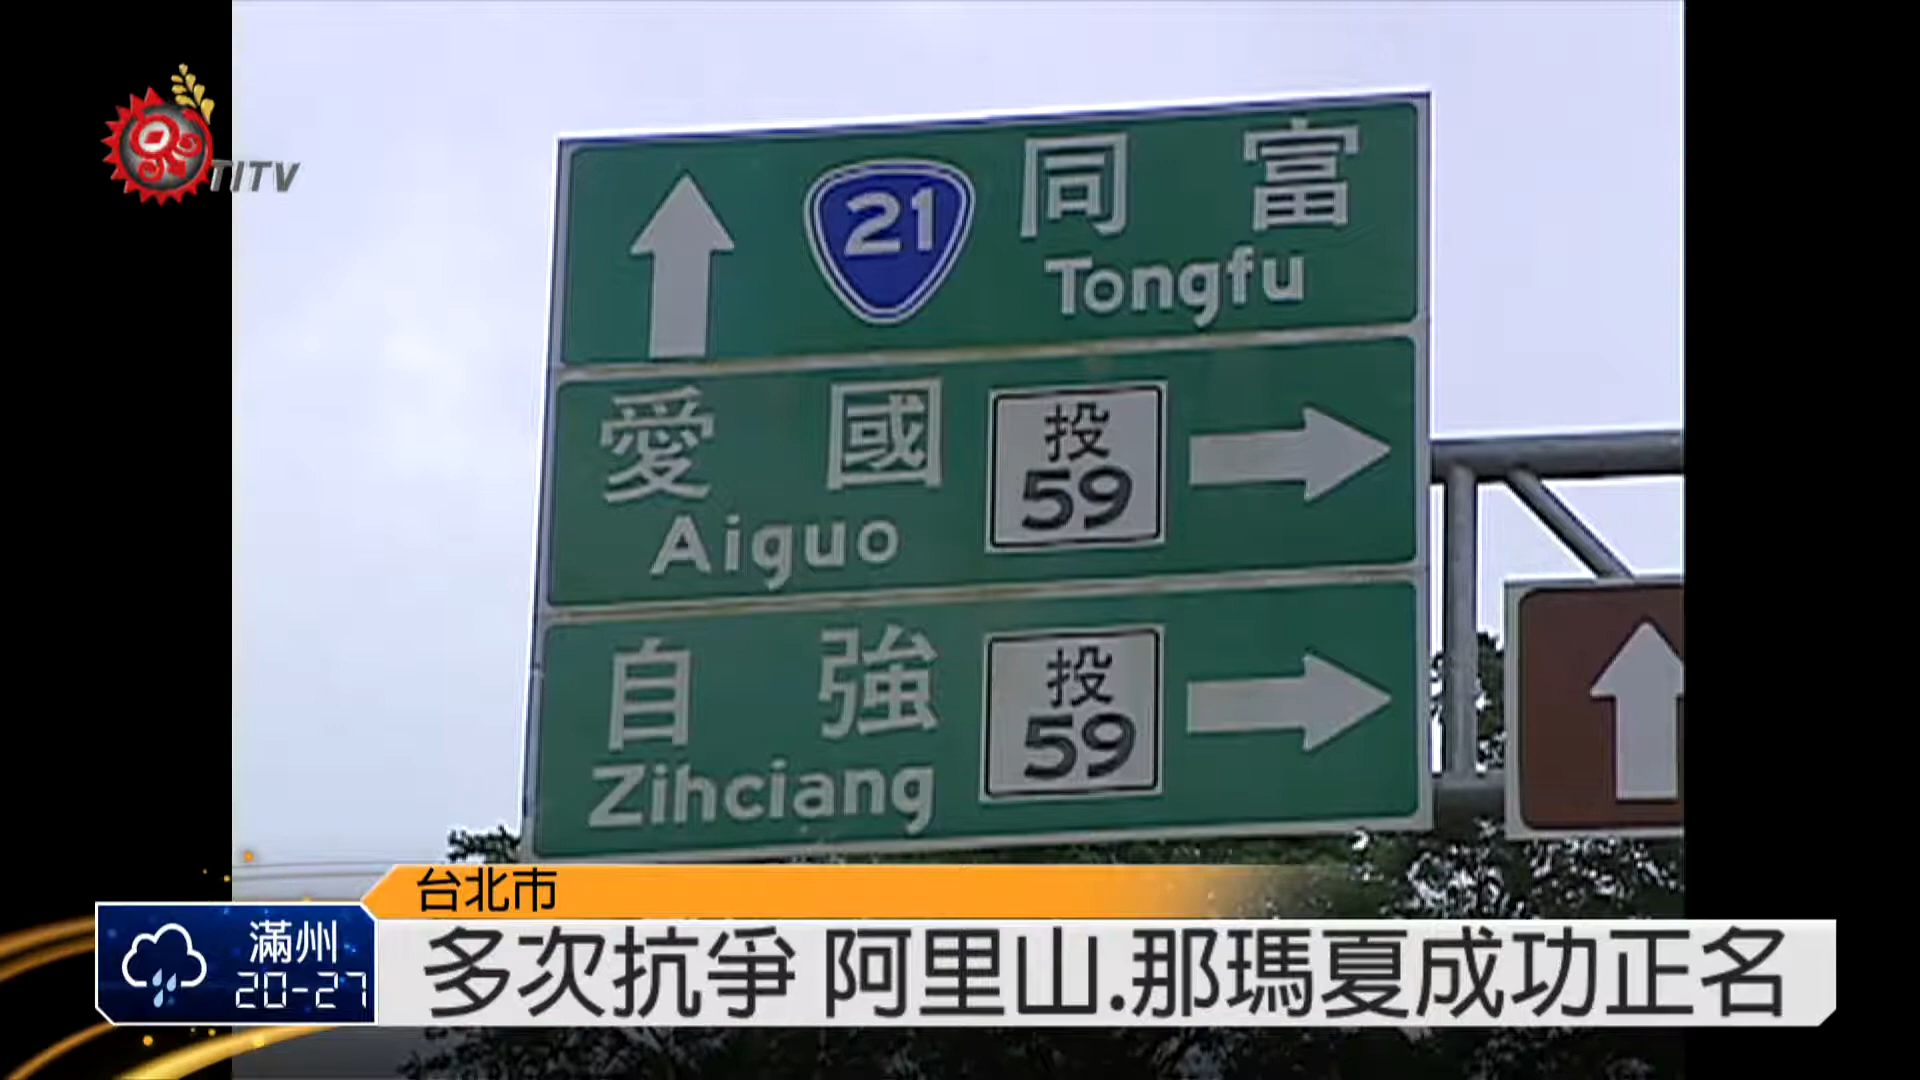 TITV
21 同富
Tongfu
愛國 投 59
Aiguo
自強 投 59
Zihciang
台北市
滿州
20-27
多次抗爭 阿里山.那瑪夏成功正名